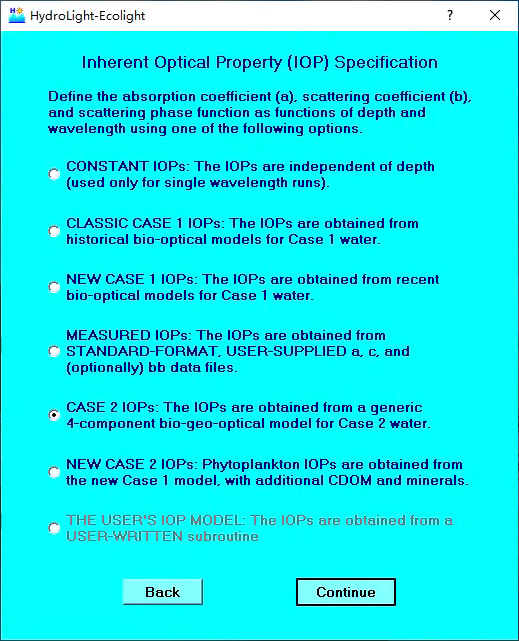 HydroLight-Ecolight
Inherent Optical Property (IOP) Specification
Define the absorption coefficient (a), scattering coefficient (b),
and scattering phase function as functions of depth and
wavelength using one of the following options.
CONSTANT IOPs: The IOPs are independent of depth
(used only for single wavelength runs).
CLASSIC CASE 1 IOPs: The IOPs are obtained from
historical bio-optical models for Case 1 water.
NEW CASE 1 IOPs: The IOPs are obtained from recent
bio-optical models for Case 1 water.
MEASURED IOPs: The IOPs are obtained from
STANDARD-FORMAT, USER-SUPPLIED a, c, and
(optionally) bb data files.
CASE 2 IOPs: The IOPs are obtained from a generic
4-component bio-geo-optical model for Case 2 water.
NEW CASE 2 IOPs: Phytoplankton IOPs are obtained from
the new Case 1 model, with additional CDOM and minerals.
THE USER'S IOP MODEL: The IOPs are obtained from a
USER-WRITTEN subroutine
Back
Continue